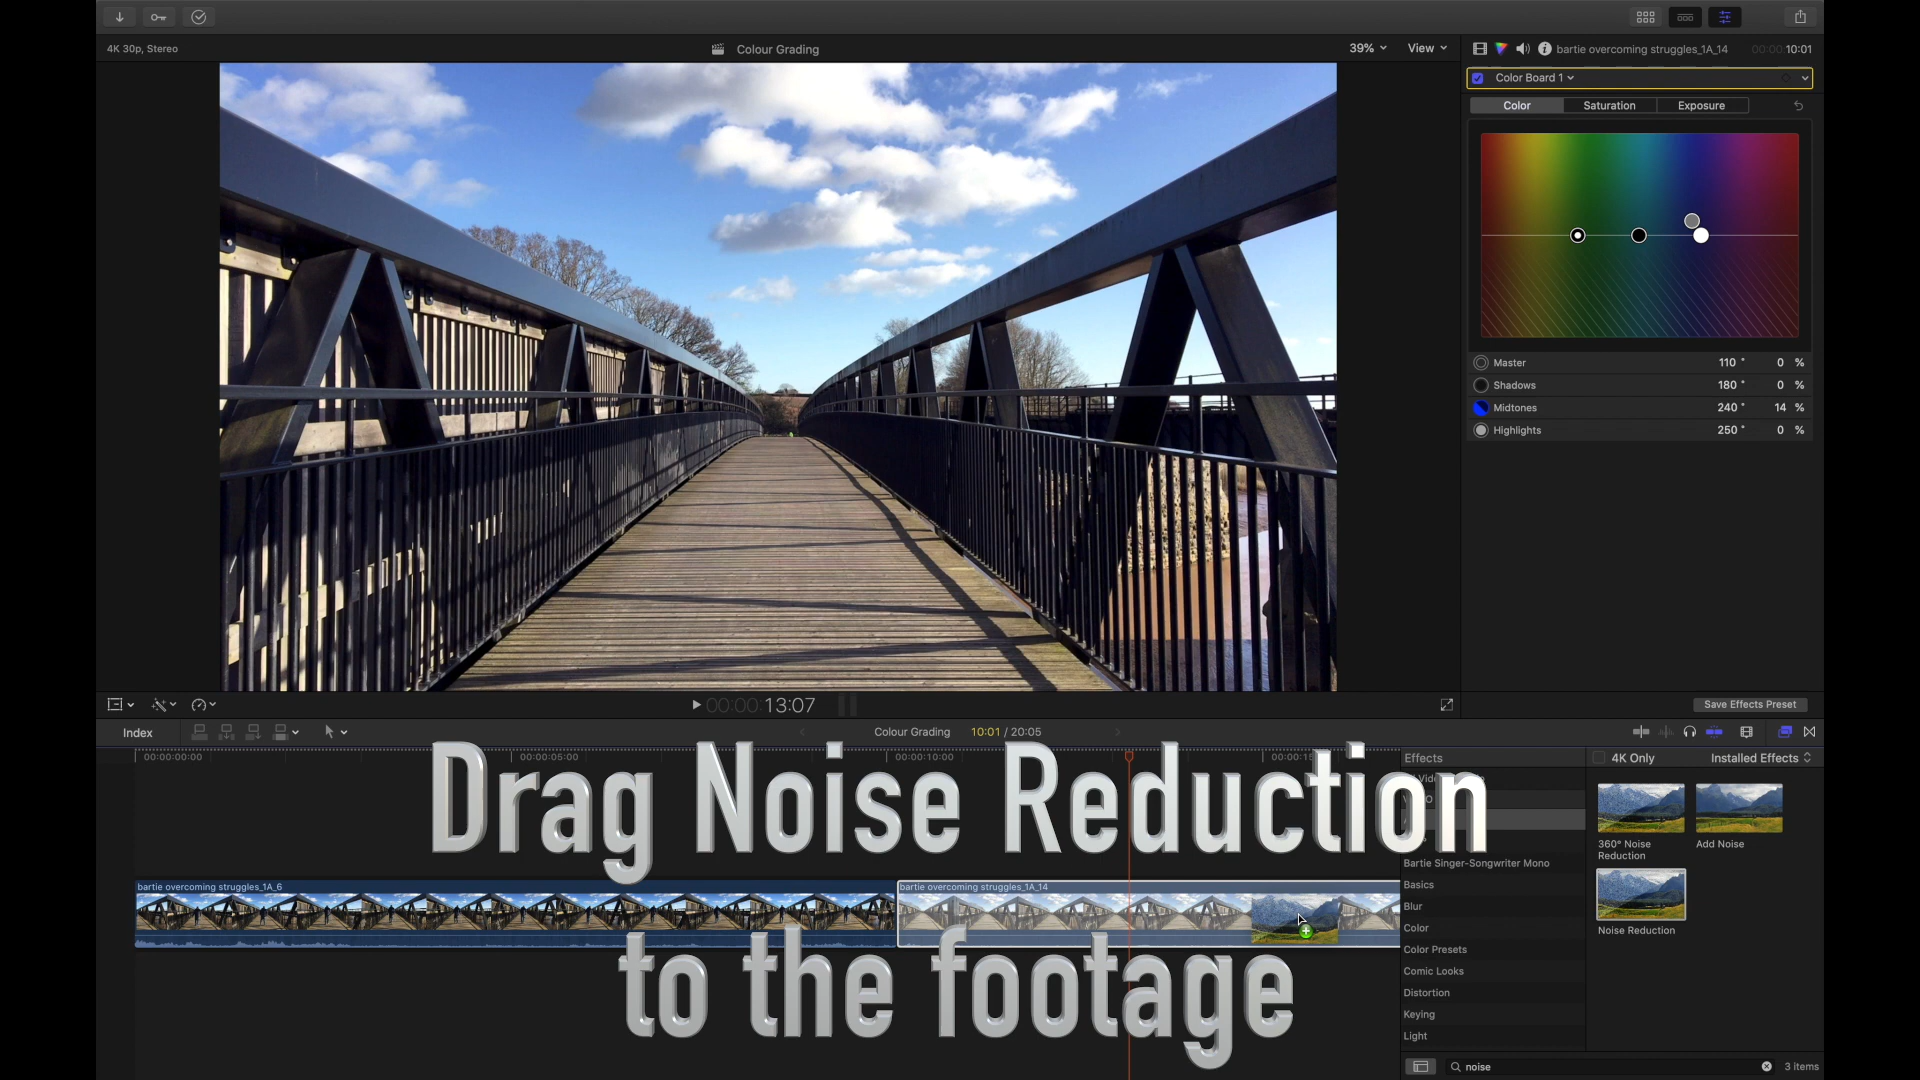 4K 30p, Stereo
Colour Grading
39%
View
bartie overcoming struggles_1A_14
00:00:10:01
Color Board 1
Color
Saturation
Exposure
Master 110 ° 0 %
Shadows 180 ° 0 %
Midtones 240 ° 14 %
Highlights 250 ° 0 %
00:00:13:07
Save Effects Preset
Index
Colour Grading
10:01 / 20:05
00:00:00:00
00:00:05:00
00:00:10:00
Effects
4K Only
Installed Effects
Drag Noise Reduction
to the footage
bartie overcoming struggles_1A_6
bartie overcoming struggles_1A_14
Bartie Singer-Songwriter Mono
Basics
Blur
Color
Color Presets
Comic Looks
Distortion
Keying
Light
360° Noise
Reduction
Add Noise
Noise Reduction
noise
3 items